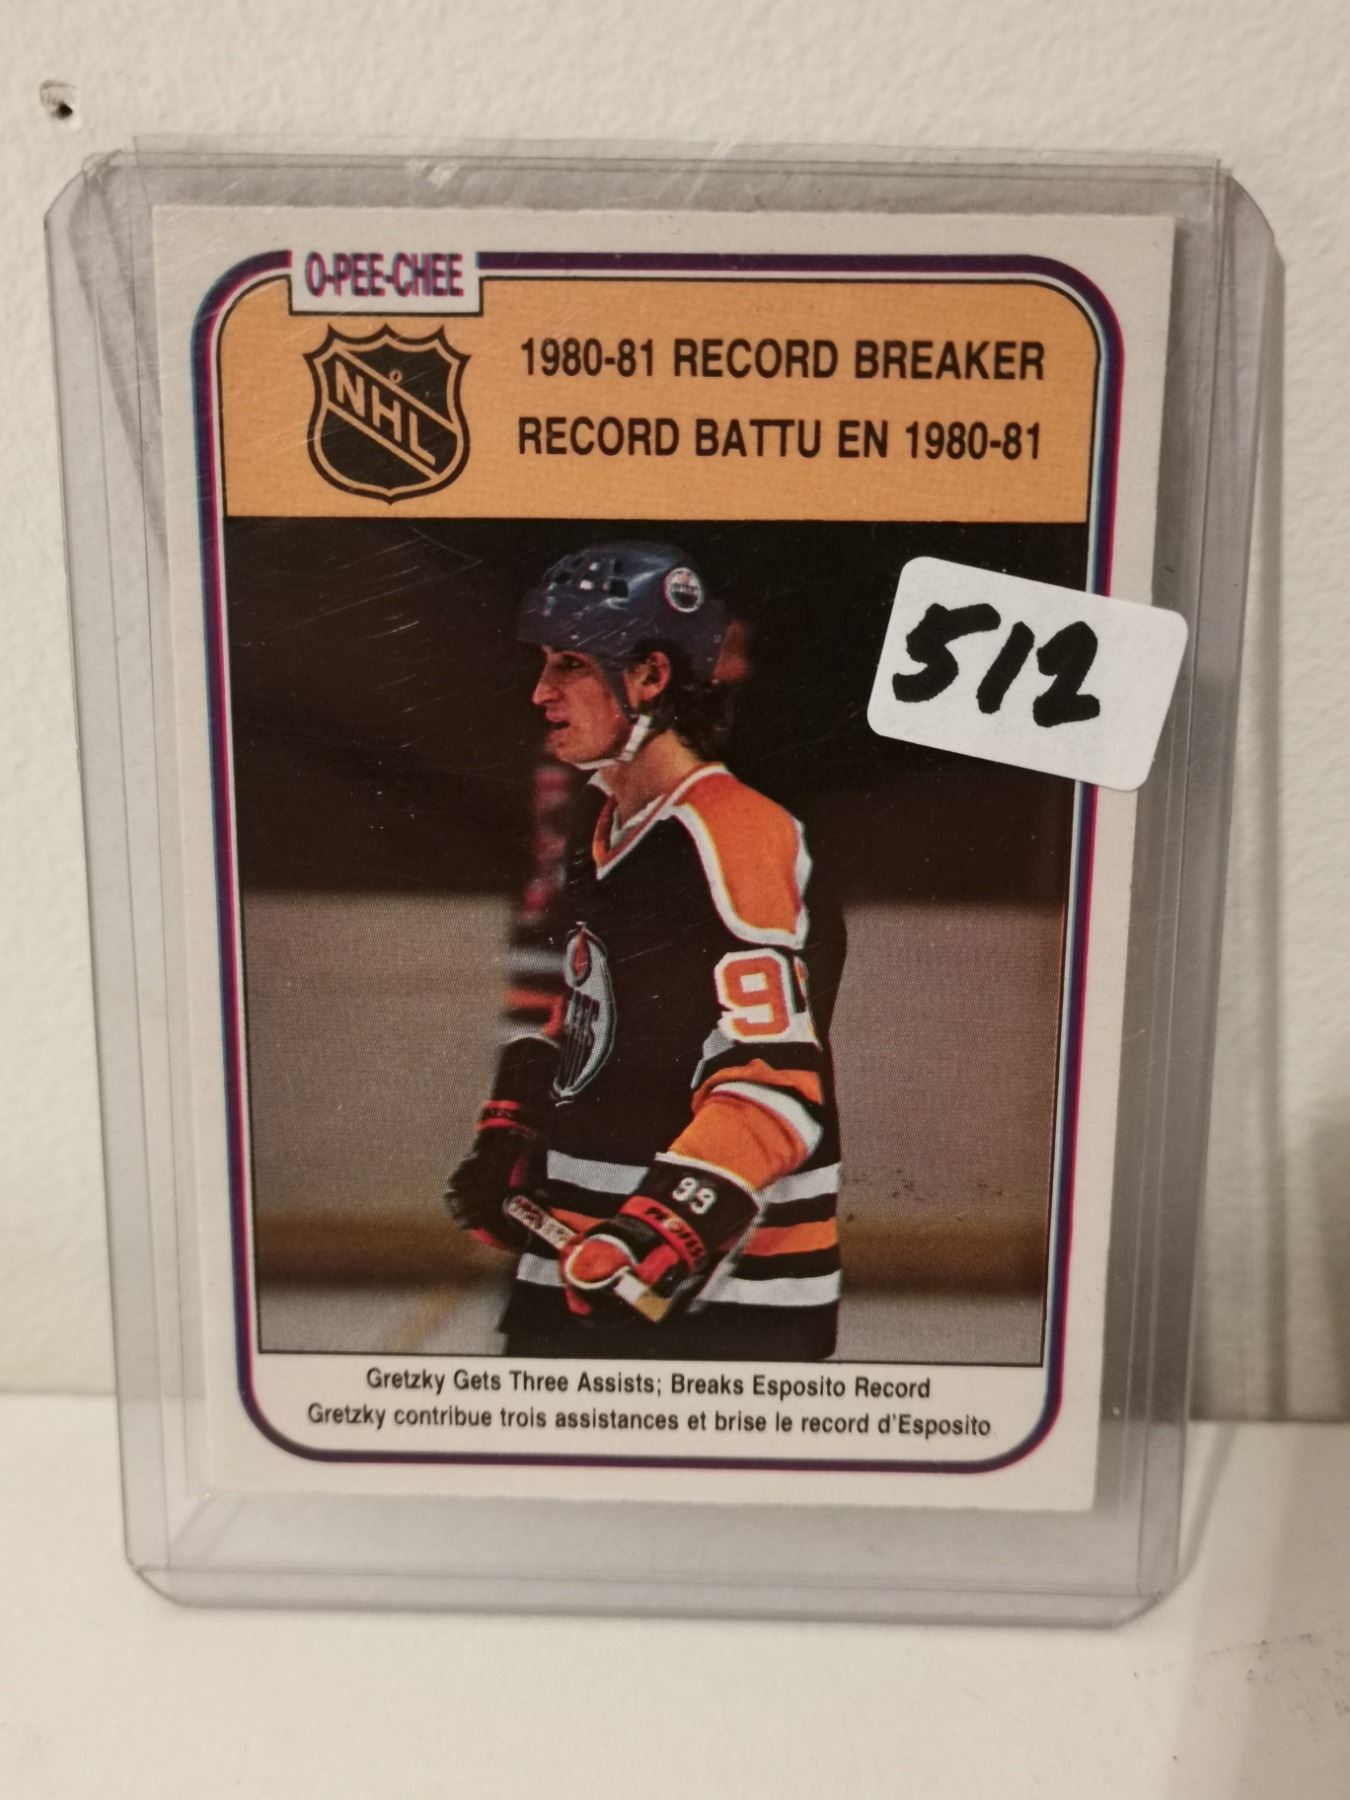 O-PEE-CHEE
NHL
1980-81 RECORD BREAKER
RECORD BATTU EN 1980-81
512
9
99
Gretzky Gets Three Assists; Breaks Esposito Record
Gretzky contribue trois assistances et brise le record d'Esposito